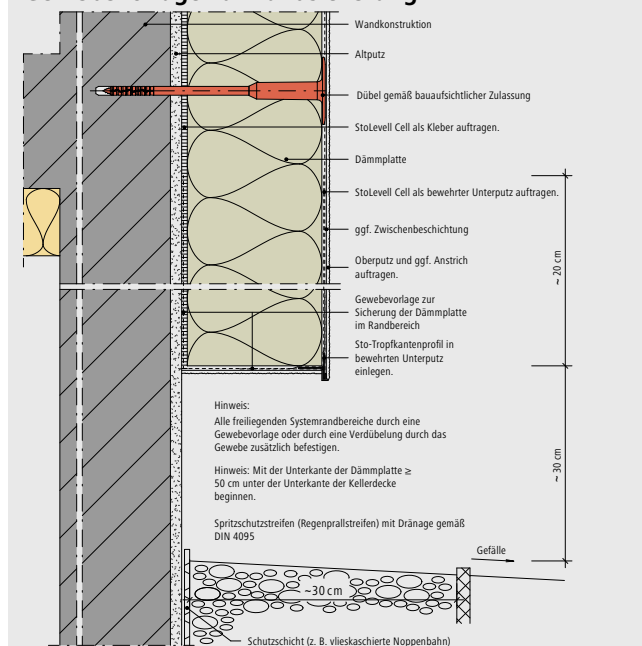 Wandkonstruktion
Altputz
Dübel gemäß bauaufsichtlicher Zulassung
StoLevell Cell als Kleber auftragen.
Dämmplatte
StoLevell Cell als bewehrter Unterputz auftragen.
ggf. Zwischenbeschichtung
Oberputz und ggf. Anstrich
auftragen.
~ 20 cm
Gewebevorlage zur
Sicherung der Dämmplatte
im Randbereich
Sto-Tropfkantenprofil in
bewehrten Unterputz
einlegen.
Hinweis:
Alle freiliegenden Systemrandbereiche durch eine
Gewebevorlage oder durch eine Verdübelung durch das
Gewebe zusätzlich befestigen.
~ 30 cm
Hinweis: Mit der Unterkante der Dämmplatte ≥
50 cm unter der Unterkante der Kellerdecke
beginnen.
Spritzschutzstreifen (Regenprallstreifen) mit Dränage gemäß
DIN 4095
Gefälle
~30 cm
Schutzschicht (z. B. vlieskaschierte Noppenbahn)